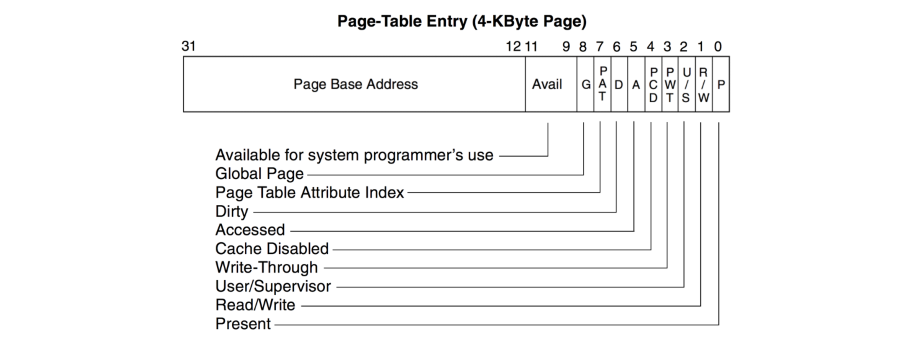 Page-Table Entry (4-KByte Page)
31 12 11 9 8 7 6 5 4 3 2 1 0
Page Base Address Avail G PAT D A PCD PWT U/S R/W P
Available for system programmer's use
Global Page
Page Table Attribute Index
Dirty
Accessed
Cache Disabled
Write-Through
User/Supervisor
Read/Write
Present